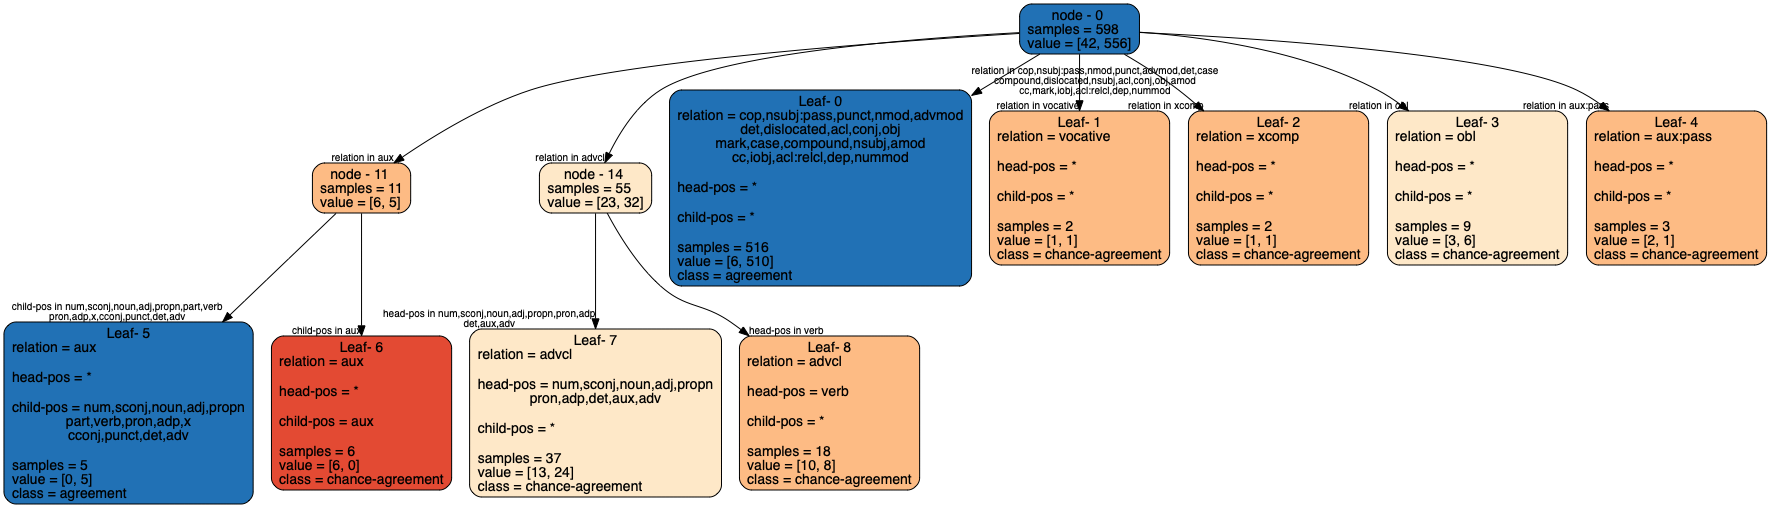 node - 0
samples = 598
value = [42, 556]
relation in cop,nsubj:pass,nmod,punct,advmod,det,case
compound,dislocated,nsubj,acl,conj,obj,amod
cc,mark,iobj,acl:relcl,dep,nummod
relation in vocative
relation in xcomp
relation in obl
relation in aux:pass
relation in aux
relation in advcl
Leaf- 0
relation = cop,nsubj:pass,punct,nmod,advmod
det,dislocated,acl,conj,obj
mark,case,compound,nsubj,amod
cc,iobj,acl:relcl,dep,nummod
head-pos = *
child-pos = *
samples = 516
value = [6, 510]
class = agreement
Leaf- 1
relation = vocative
head-pos = *
child-pos = *
samples = 2
value = [1, 1]
class = chance-agreement
Leaf- 2
relation = xcomp
head-pos = *
child-pos = *
samples = 2
value = [1, 1]
class = chance-agreement
Leaf- 3
relation = obl
head-pos = *
child-pos = *
samples = 9
value = [3, 6]
class = chance-agreement
Leaf- 4
relation = aux:pass
head-pos = *
child-pos = *
samples = 3
value = [2, 1]
class = chance-agreement
node - 11
samples = 11
value = [6, 5]
node - 14
samples = 55
value = [23, 32]
child-pos in num,sconj,noun,adj,propn,part,verb
pron,adp,x,cconj,punct,det,adv
child-pos in aux
head-pos in num,sconj,noun,adj,propn,pron,adp
det,aux,adv
head-pos in verb
Leaf- 5
relation = aux
head-pos = *
child-pos = num,sconj,noun,adj,propn
part,verb,pron,adp,x
cconj,punct,det,adv
samples = 5
value = [0, 5]
class = agreement
Leaf- 6
relation = aux
head-pos = *
child-pos = aux
samples = 6
value = [6, 0]
class = chance-agreement
Leaf- 7
relation = advcl
head-pos = num,sconj,noun,adj,propn
pron,adp,det,aux,adv
child-pos = *
samples = 37
value = [13, 24]
class = chance-agreement
Leaf- 8
relation = advcl
head-pos = verb
child-pos = *
samples = 18
value = [10, 8]
class = chance-agreement